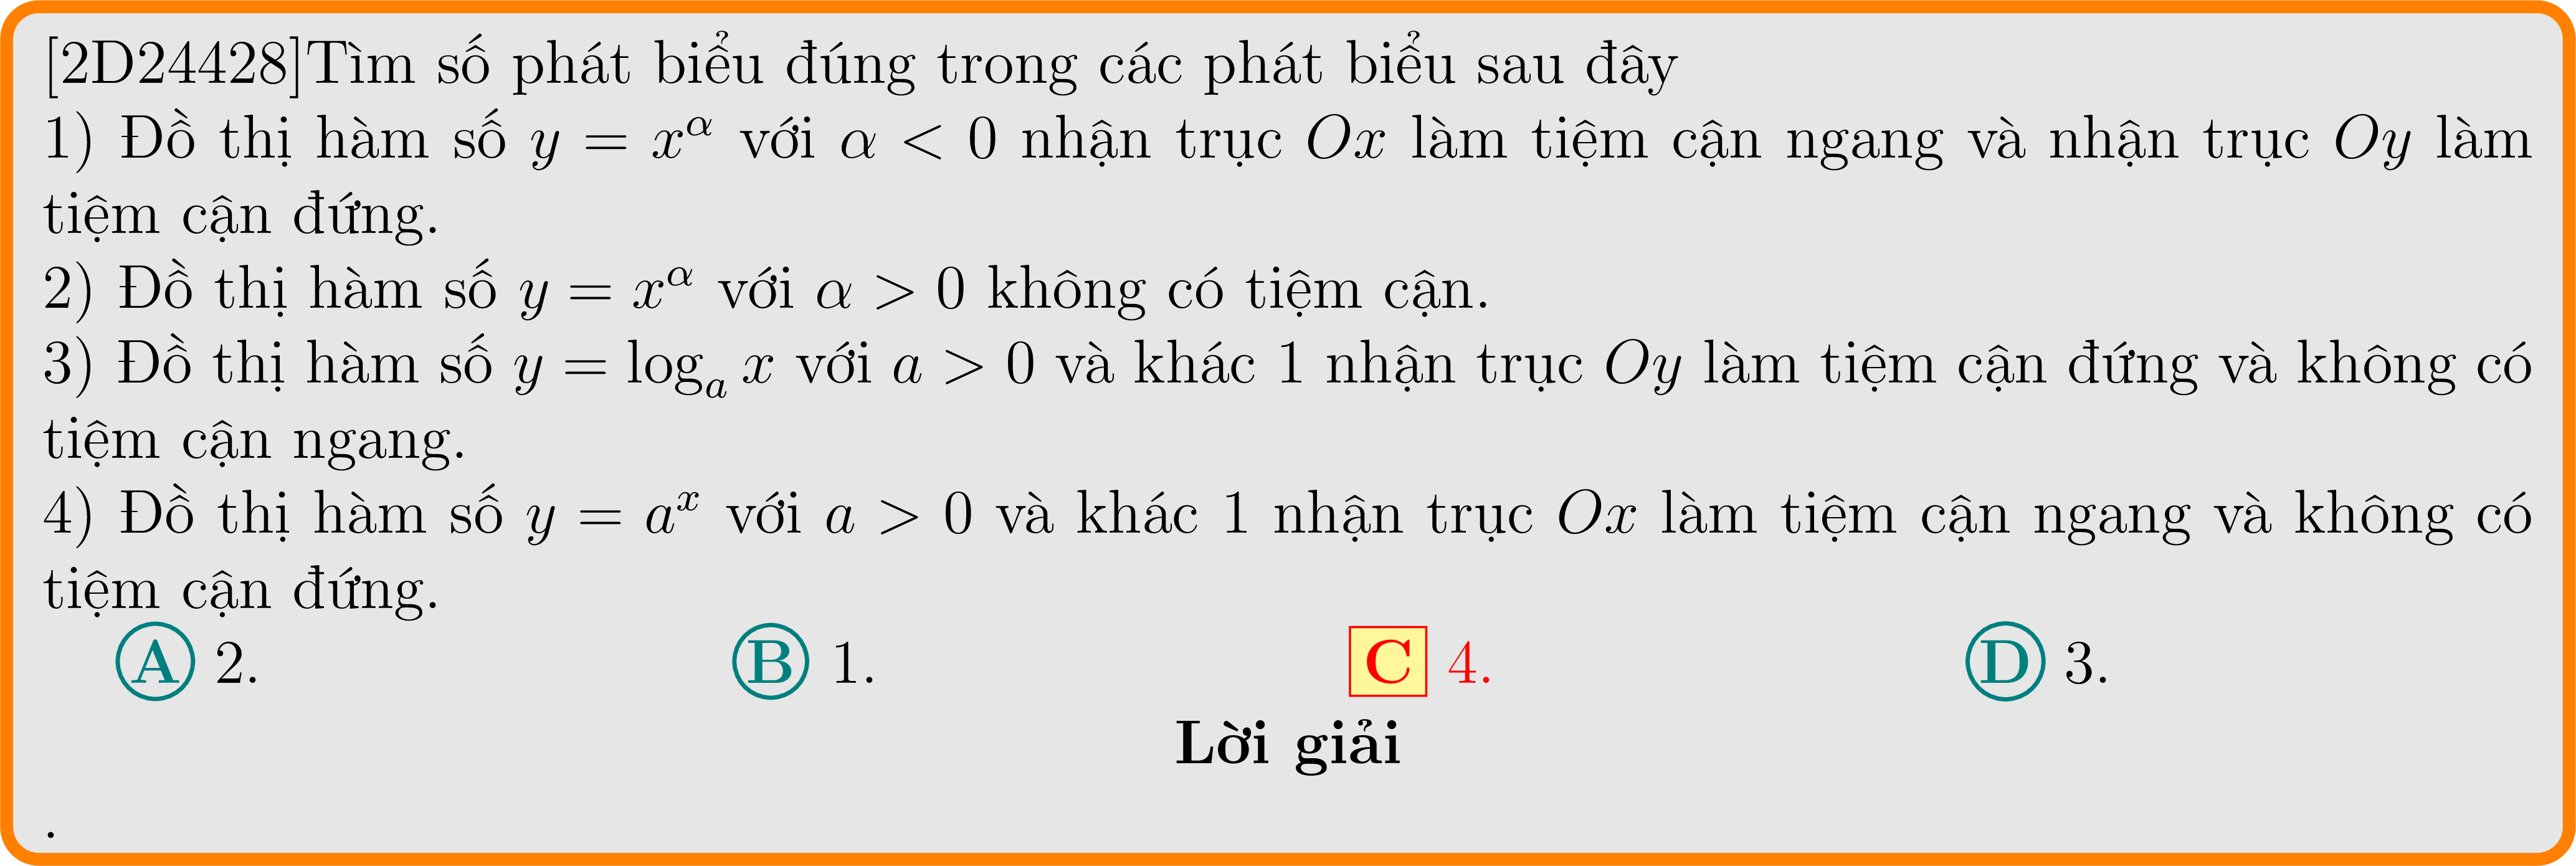 [2D24428]Tìm số phát biểu đúng trong các phát biểu sau đây
1) Đồ thị hàm số y = x^α với α < 0 nhận trục Ox làm tiệm cận ngang và nhận trục Oy làm
tiệm cận đứng.
2) Đồ thị hàm số y = x^α với α > 0 không có tiệm cận.
3) Đồ thị hàm số y = log_a x với a > 0 và khác 1 nhận trục Oy làm tiệm cận đứng và không có
tiệm cận ngang.
4) Đồ thị hàm số y = a^x với a > 0 và khác 1 nhận trục Ox làm tiệm cận ngang và không có
tiệm cận đứng.
A 2. B 1. C 4. D 3.
Lời giải
.